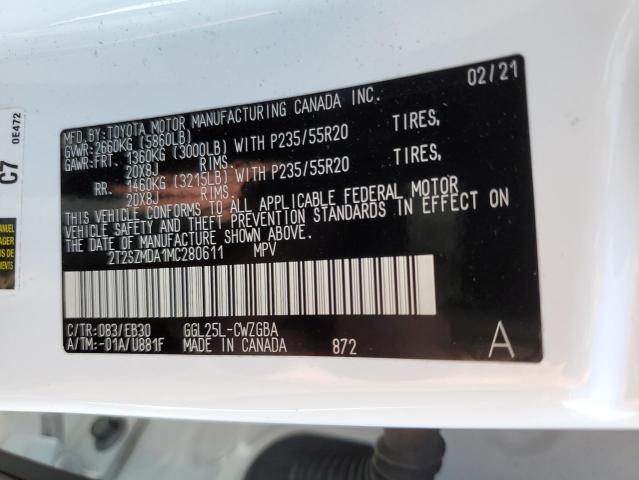 02/21
MFD.BY: TOYOTA MOTOR MANUFACTURING CANADA INC.
GVWR: 2660KG (5860LB)
GAWR: FRT. 1360KG (3000LB) WITH P235/55R20 TIRES,
20X8J RIMS.
RR. 1460KG (3215LB) WITH P235/55R20 TIRES,
20X8J RIMS
THIS VEHICLE CONFORMS TO ALL APPLICABLE FEDERAL MOTOR
VEHICLE SAFETY AND THEFT PREVENTION STANDARDS IN EFFECT ON
THE DATE OF MANUFACTURE SHOWN ABOVE.
2T2SZMDA1MC280611 MPV
C/TR: 083/EB30 GGL25L-CWZGBA
A/TM: -01A/U881F MADE IN CANADA 872 A
C7
0E472